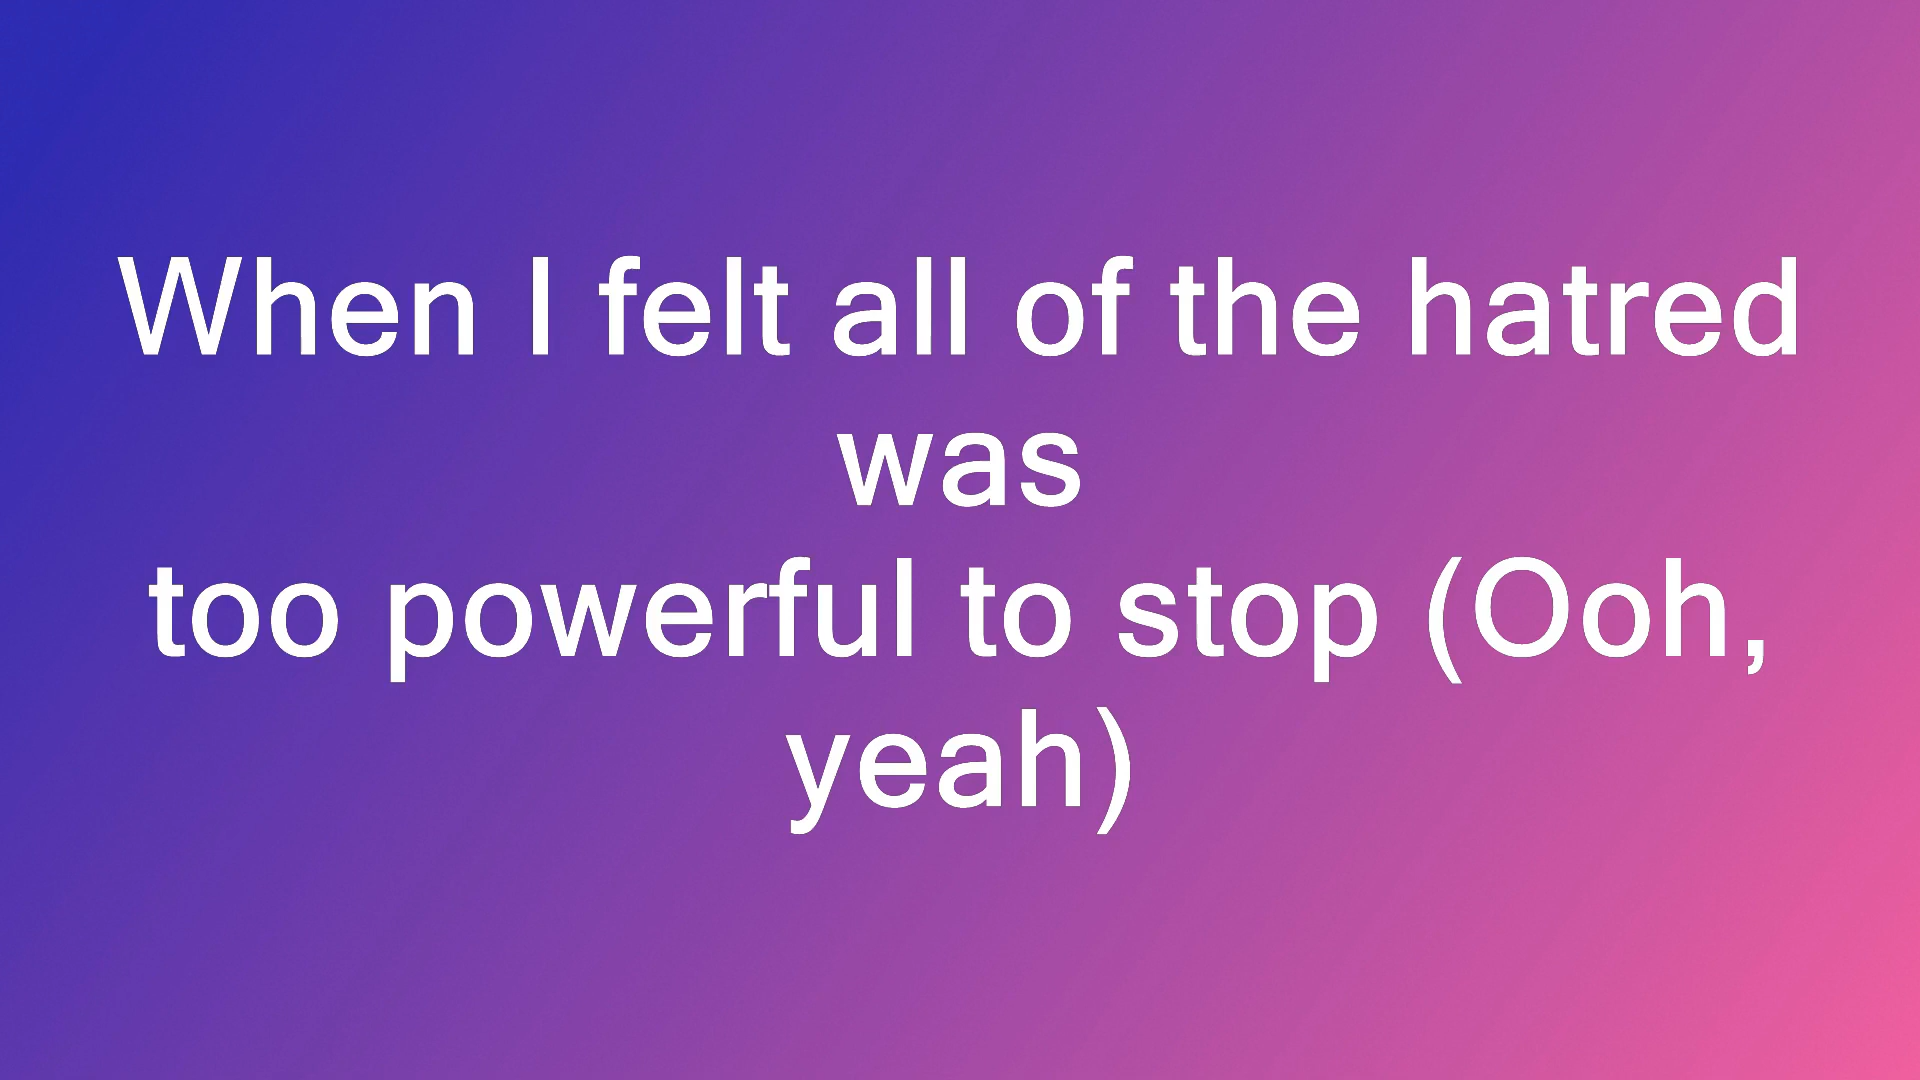 When I felt all of the hatred
was
too powerful to stop (Ooh,
yeah)